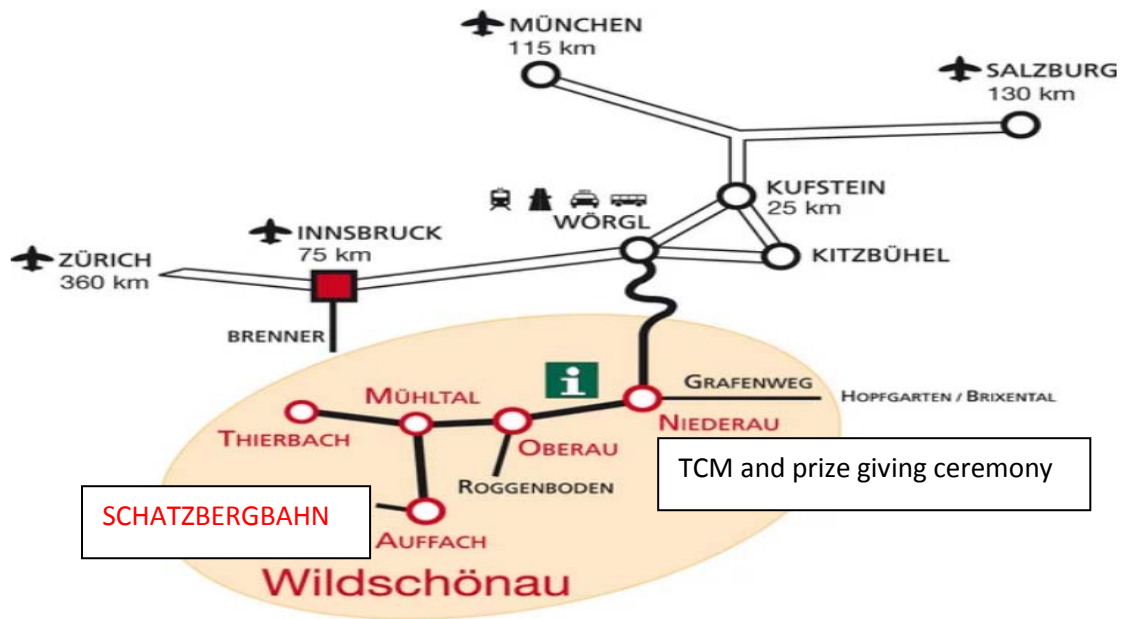 MÜNCHEN
115 km
SALZBURG
130 km
KUFSTEIN
25 km
WÖRGL
INNSBRUCK
75 km
KITZBÜHEL
ZÜRICH
360 km
BRENNER
i
GRAFENWEG
HOPFGARTEN / BRIXENTAL
MÜHLTAL
THIERBACH
OBERAU
NIEDERAU
TCM and prize giving ceremony
ROGGENBODEN
SCHATZBERGBAHN
AUFFACH
Wildschönau